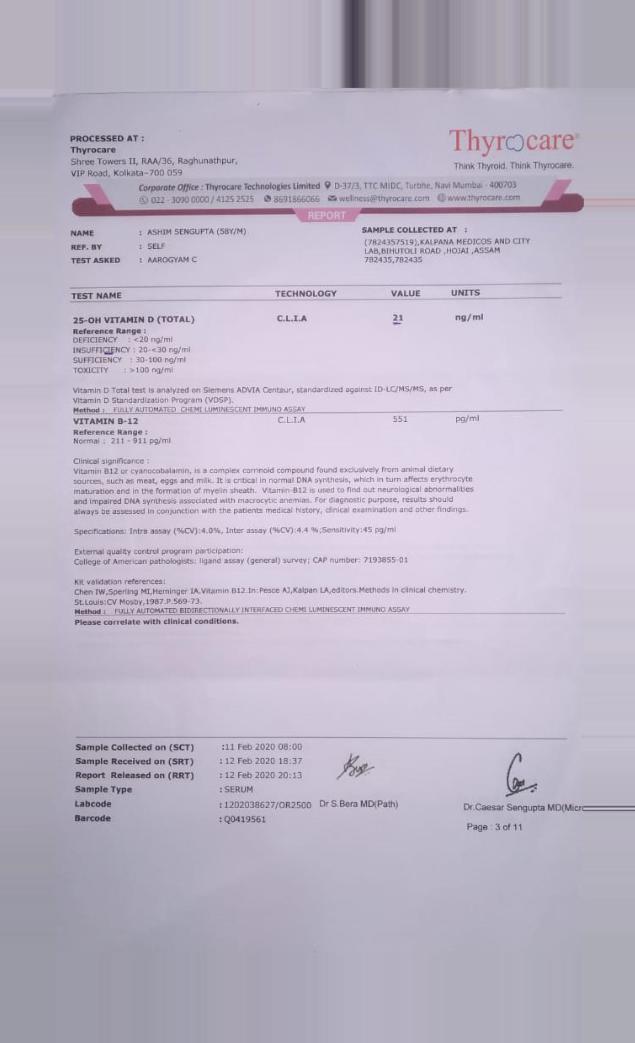 PROCESSED AT :
Thyrocare
Shree Towers II, RAA/36, Raghunathpur,
VIP Road, Kolkata-700 059
Thyrocare®
Think Thyroid. Think Thyrocare.
Corporate Office : Thyrocare Technologies Limited D-37/3, TTC MIDC, Turbhe, Navi Mumbai - 400703
022 - 3090 0000 / 4125 2525 8691866066 wellness@thyrocare.com www.thyrocare.com
REPORT
NAME : ASHIM SENGUPTA (58Y/M)
REF. BY : SELF
TEST ASKED : AAROGYAM C
SAMPLE COLLECTED AT :
(7824357519),KALPANA MEDICOS AND CITY
LAB,BIHUTOLI ROAD ,HOJAI ,ASSAM
782435,782435
TEST NAME TECHNOLOGY VALUE UNITS
25-OH VITAMIN D (TOTAL) C.L.I.A 21 ng/ml
Reference Range :
DEFICIENCY : <20 ng/ml
INSUFFICIENCY : 20-<30 ng/ml
SUFFICIENCY : 30-100 ng/ml
TOXICITY : >100 ng/ml
Vitamin D Total test is analyzed on Siemens ADVIA Centaur, standardized against ID-LC/MS/MS, as per
Vitamin D Standardization Program (VDSP).
Method : FULLY AUTOMATED CHEMI LUMINESCENT IMMUNO ASSAY
VITAMIN B-12 C.L.I.A 551 pg/ml
Reference Range :
Normal : 211 - 911 pg/ml
Clinical significance :
Vitamin B12 or cyanocobalamin, is a complex corrinoid compound found exclusively from animal dietary
sources, such as meat, eggs and milk. It is critical in normal DNA synthesis, which in turn affects erythrocyte
maturation and in the formation of myelin sheath. Vitamin-B12 is used to find out neurological abnormalities
and impaired DNA synthesis associated with macrocytic anemias. For diagnostic purpose, results should
always be assessed in conjunction with the patients medical history, clinical examination and other findings.
Specifications: Intra assay (%CV):4.0%, Inter assay (%CV):4.4 %;Sensitivity:45 pg/ml
External quality control program participation:
College of American pathologists: ligand assay (general) survey; CAP number: 7193855-01
Kit validation references:
Chen IW,Sperling MI,Heminger IA.Vitamin B12.In:Pesce AJ,Kalpan LA,editors.Methods in clinical chemistry.
St.Louis:CV Mosby,1987.P.569-73.
Method : FULLY AUTOMATED BIDIRECTIONALLY INTERFACED CHEMI LUMINESCENT IMMUNO ASSAY
Please correlate with clinical conditions.
Sample Collected on (SCT) :11 Feb 2020 08:00
Sample Received on (SRT) : 12 Feb 2020 18:37
Report Released on (RRT) : 12 Feb 2020 20:13
Sample Type : SERUM
Labcode : 1202038627/OR2500 Dr S.Bera MD(Path) Dr.Caesar Sengupta MD(Micr
Barcode : Q0419561
Page : 3 of 11